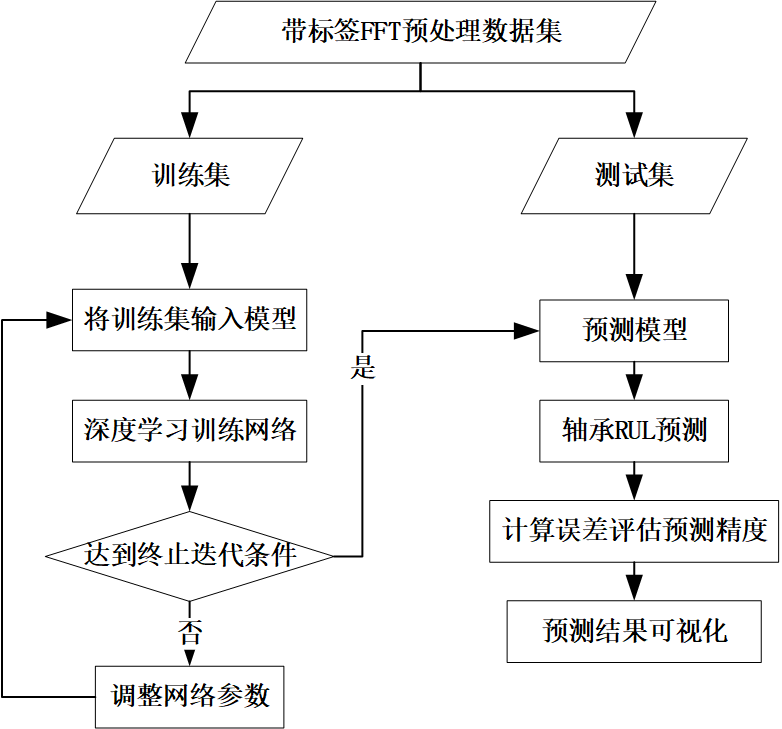 带标签FFT预处理数据集
训练集
测试集
将训练集输入模型
预测模型
是
深度学习训练网络
轴承RUL预测
计算误差评估预测精度
达到终止迭代条件
否
预测结果可视化
调整网络参数